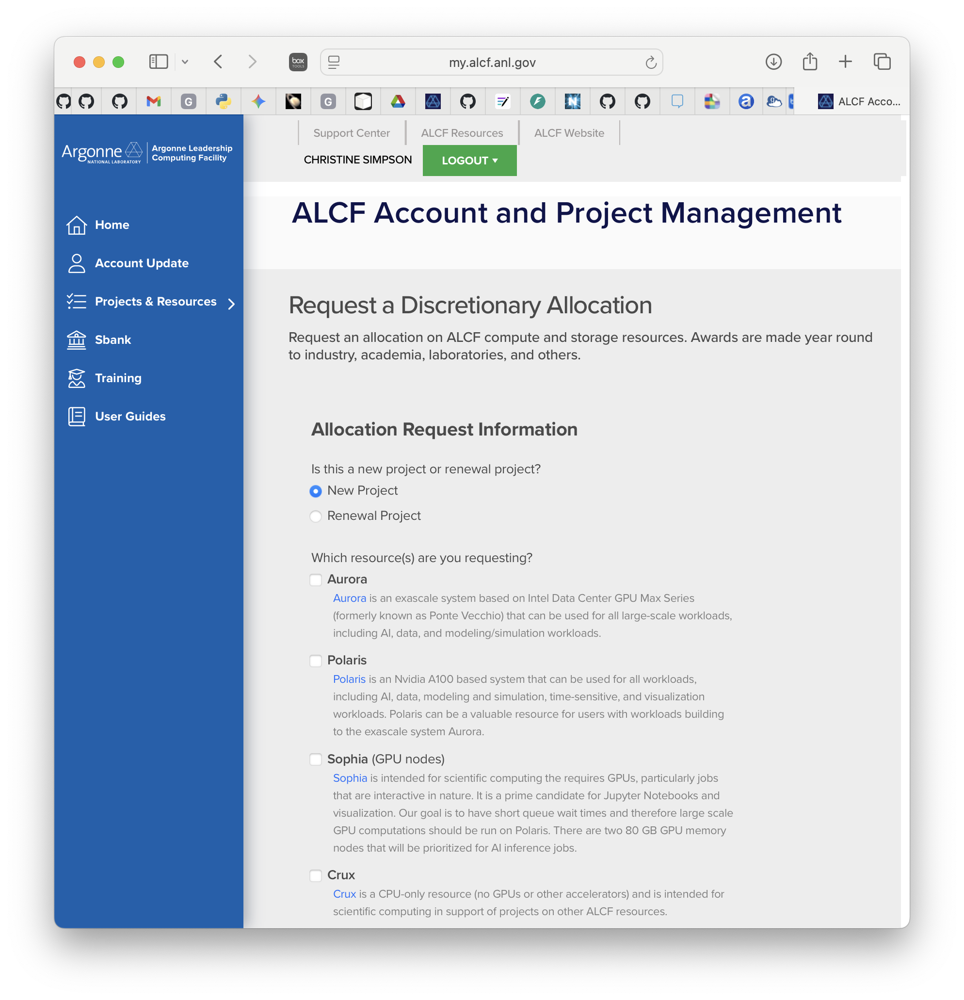 box
TOOLS
my.alcf.anl.gov
G
G
N
a
g
ALCF Acco...
Argonne
NATIONAL LABORATORY
Argonne Leadership
Computing Facility
Home
Account Update
Projects & Resources
Sbank
Training
User Guides
Support Center
ALCF Resources
ALCF Website
CHRISTINE SIMPSON
LOGOUT
ALCF Account and Project Management
Request a Discretionary Allocation
Request an allocation on ALCF compute and storage resources. Awards are made year round
to industry, academia, laboratories, and others.
Allocation Request Information
Is this a new project or renewal project?
New Project
Renewal Project
Which resource(s) are you requesting?
Aurora
Aurora is an exascale system based on Intel Data Center GPU Max Series
(formerly known as Ponte Vecchio) that can be used for all large-scale workloads,
including AI, data, and modeling/simulation workloads.
Polaris
Polaris is an Nvidia A100 based system that can be used for all workloads,
including AI, data, modeling and simulation, time-sensitive, and visualization
workloads. Polaris can be a valuable resource for users with workloads building
to the exascale system Aurora.
Sophia (GPU nodes)
Sophia is intended for scientific computing the requires GPUs, particularly jobs
that are interactive in nature. It is a prime candidate for Jupyter Notebooks and
visualization. Our goal is to have short queue wait times and therefore large scale
GPU computations should be run on Polaris. There are two 80 GB GPU memory
nodes that will be prioritized for AI inference jobs.
Crux
Crux is a CPU-only resource (no GPUs or other accelerators) and is intended for
scientific computing in support of projects on other ALCF resources.